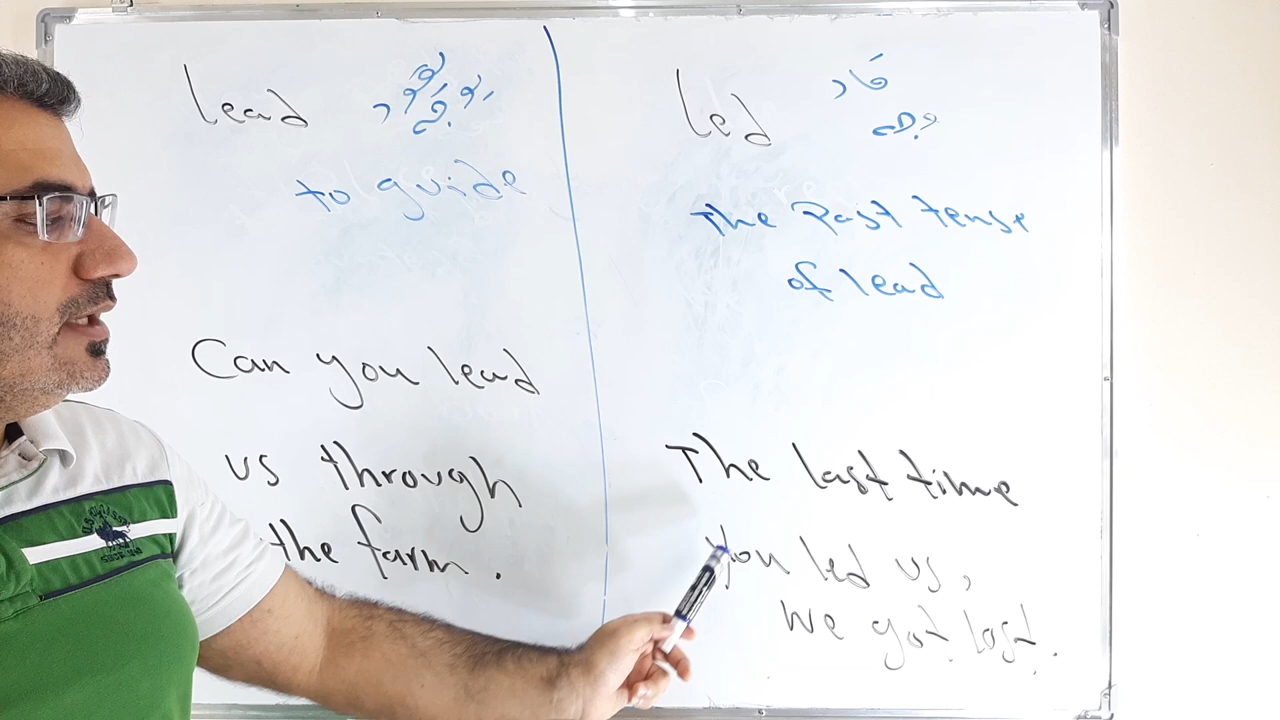 lead
to guide
Can you lead
us through
the farm.
led قاد
The Past tense
of lead
The last time
you led us,
we got lost.